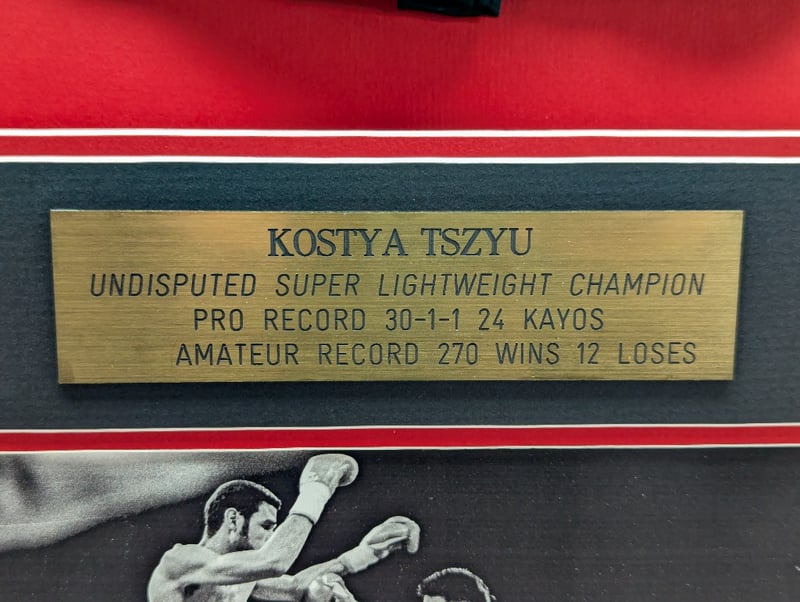 KOSTYA TSZYU
UNDISPUTED SUPER LIGHTWEIGHT CHAMPION
PRO RECORD 30-1-1 24 KAYOS
AMATEUR RECORD 270 WINS 12 LOSES